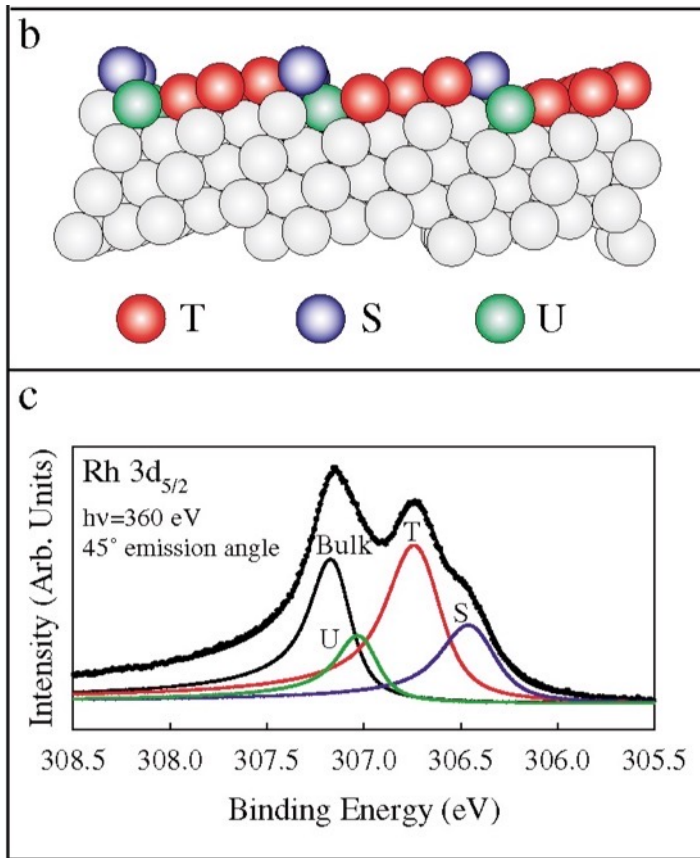 b
T S U
c
Rh 3d5/2
hν=360 eV
45° emission angle
Bulk
T
U
S
Intensity (Arb. Units)
308.5 308.0 307.5 307.0 306.5 306.0 305.5
Binding Energy (eV)